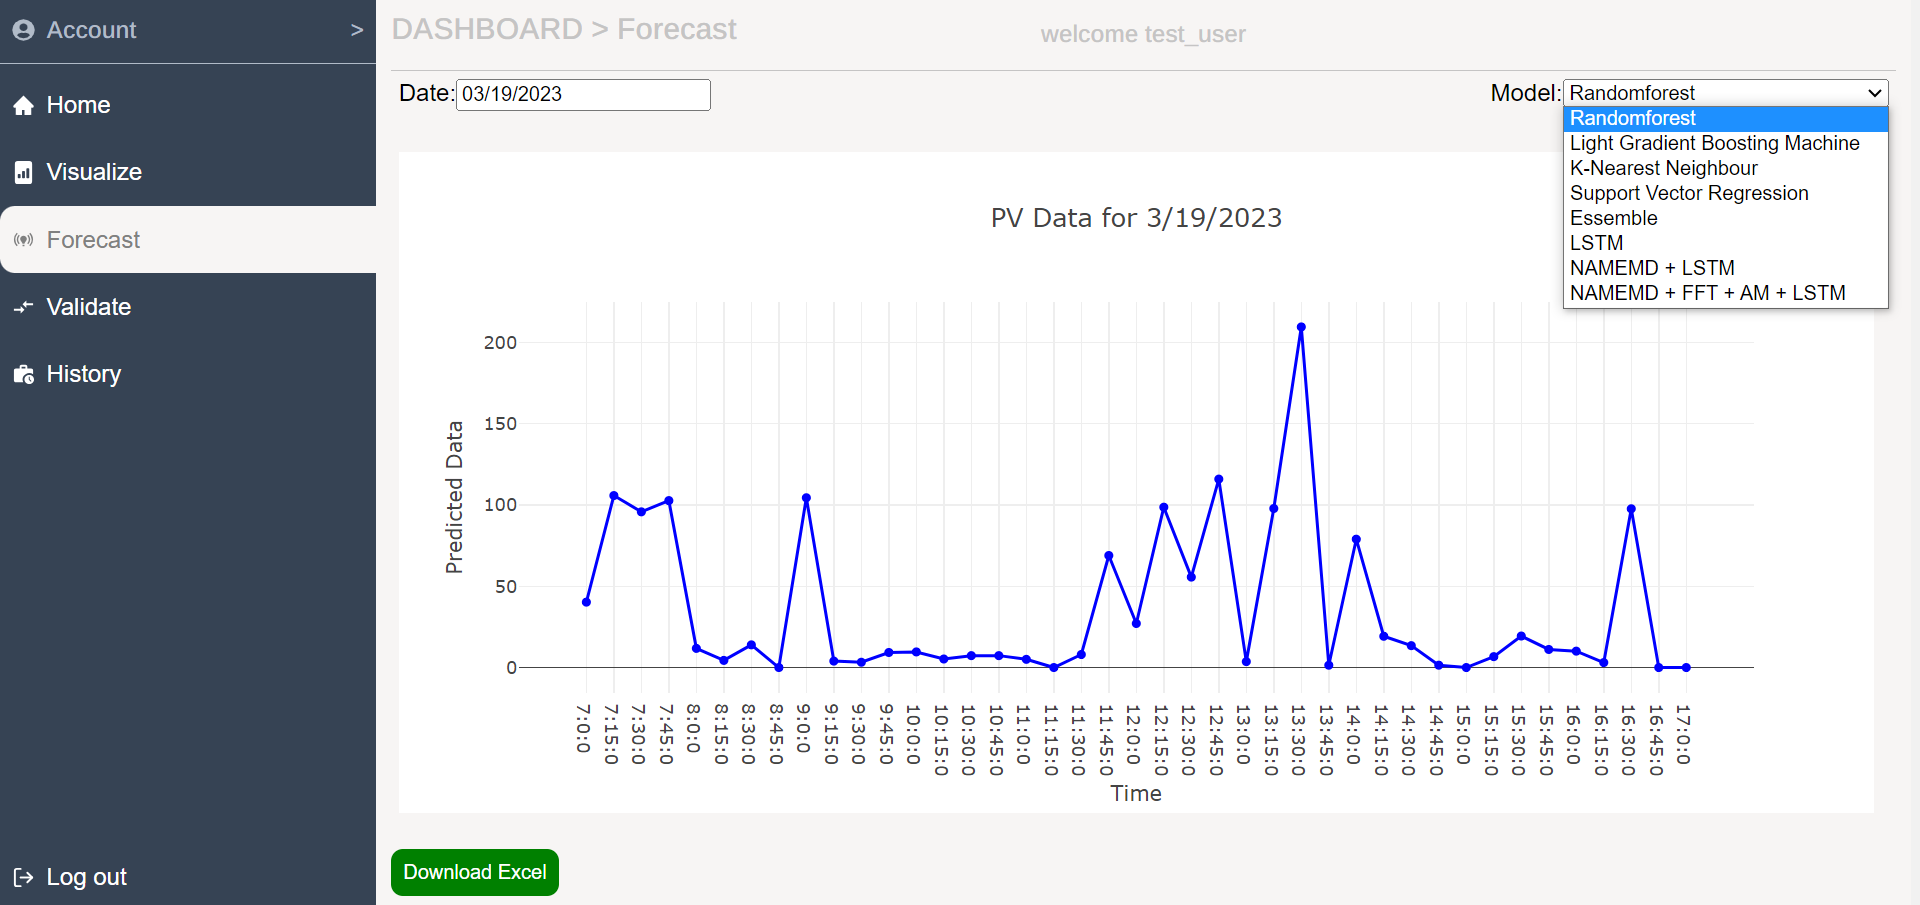 Account >
Home
Visualize
Forecast
Validate
History
Log out
DASHBOARD > Forecast
welcome test_user
Date: 03/19/2023
Model: Randomforest
Randomforest
Light Gradient Boosting Machine
K-Nearest Neighbour
Support Vector Regression
Essemble
LSTM
NAMEMD + LSTM
NAMEMD + FFT + AM + LSTM
PV Data for 3/19/2023
Predicted Data
200
150
100
50
0
7:0:0
7:15:0
7:30:0
7:45:0
8:0:0
8:15:0
8:30:0
8:45:0
9:0:0
9:15:0
9:30:0
9:45:0
10:0:0
10:15:0
10:30:0
10:45:0
11:0:0
11:15:0
11:30:0
11:45:0
12:0:0
12:15:0
12:30:0
12:45:0
13:0:0
13:15:0
13:30:0
13:45:0
14:0:0
14:15:0
14:30:0
14:45:0
15:0:0
15:15:0
15:30:0
15:45:0
16:0:0
16:15:0
16:30:0
16:45:0
17:0:0
Time
Download Excel